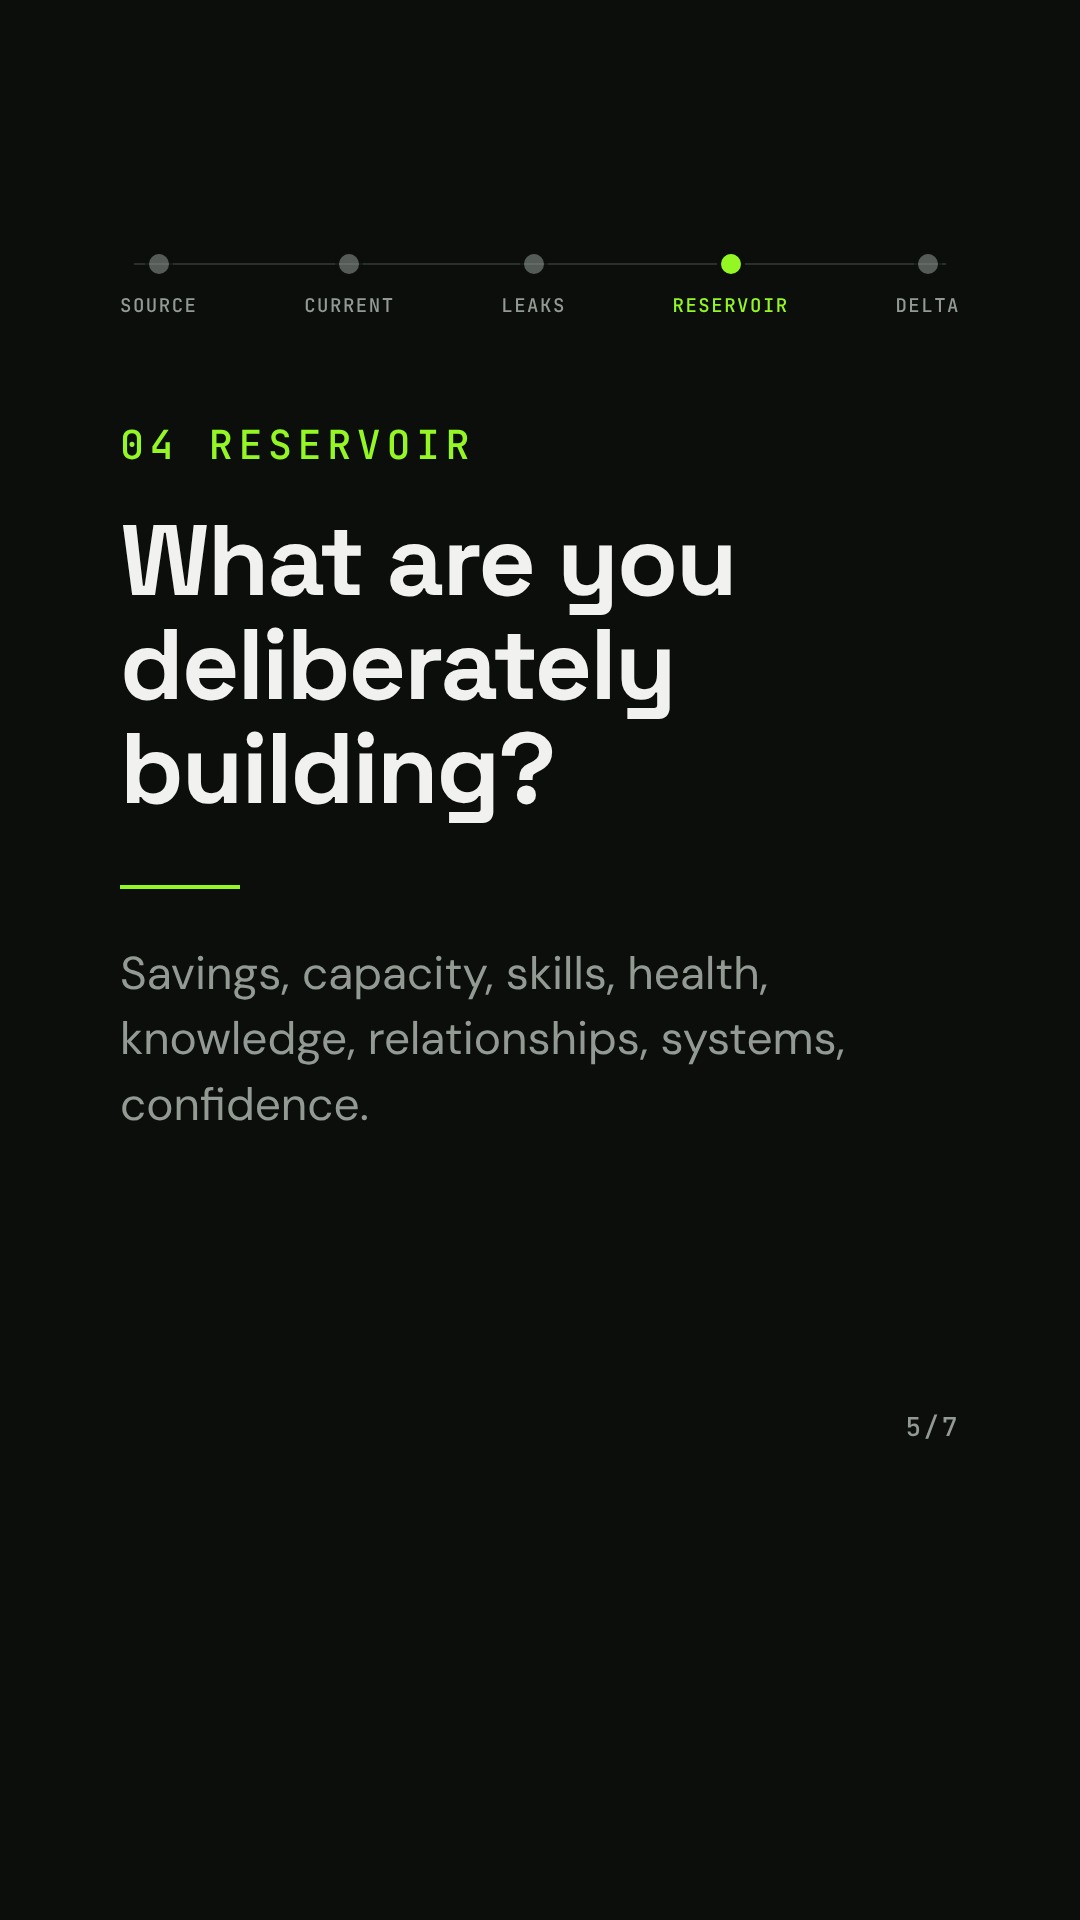 SOURCE CURRENT LEAKS RESERVOIR DELTA
04 RESERVOIR
What are you
deliberately
building?
Savings, capacity, skills, health,
knowledge, relationships, systems,
confidence.
5/7